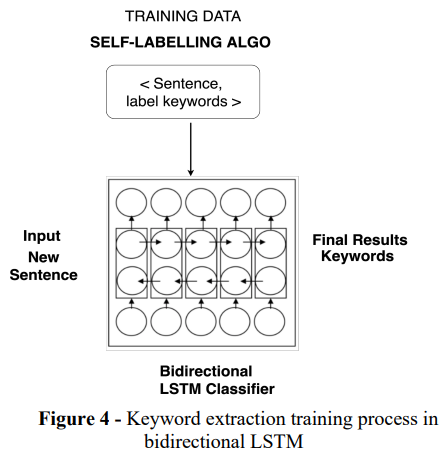 TRAINING DATA
SELF-LABELLING ALGO
< Sentence,
label keywords >
Input
New
Sentence
Final Results
Keywords
Bidirectional
LSTM Classifier
Figure 4 - Keyword extraction training process in
bidirectional LSTM